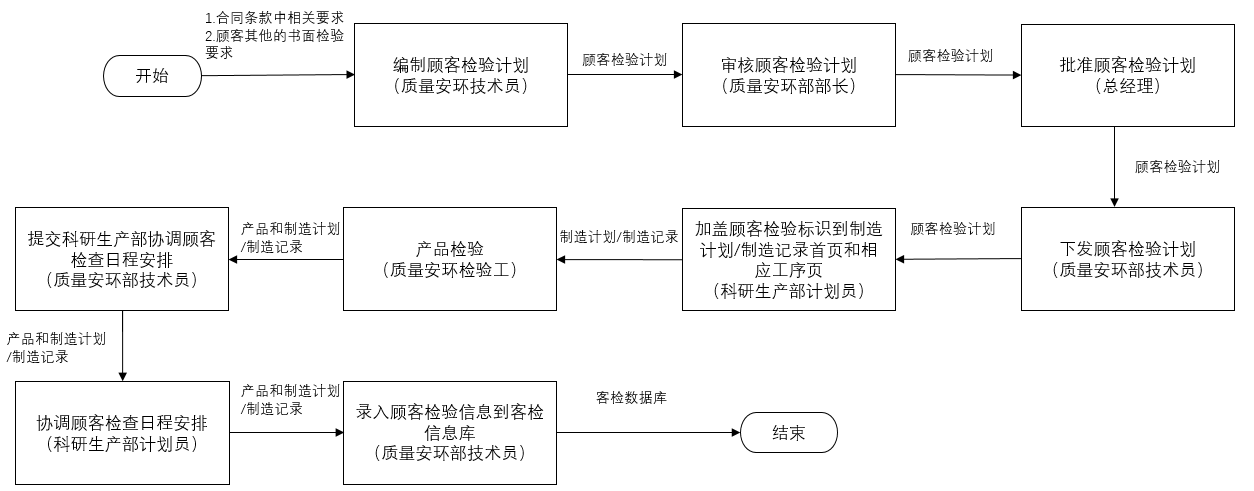 1.合同条款中相关要求
2.顾客其他的书面检验
要求
开始
编制顾客检验计划
（质量安环技术员）
顾客检验计划
审核顾客检验计划
（质量安环部部长）
顾客检验计划
批准顾客检验计划
（总经理）
顾客检验计划
下发顾客检验计划
（质量安环部技术员）
顾客检验计划
加盖顾客检验标识到制造
计划/制造记录首页和相
应工序页
（科研生产部计划员）
制造计划/制造记录
产品检验
（质量安环检验工）
产品和制造计划
/制造记录
提交科研生产部协调顾客
检查日程安排
（质量安环部技术员）
产品和制造计划
/制造记录
协调顾客检查日程安排
（科研生产部计划员）
产品和制造计划
/制造记录
录入顾客检验信息到客检
信息库
（质量安环部技术员）
客检数据库
结束